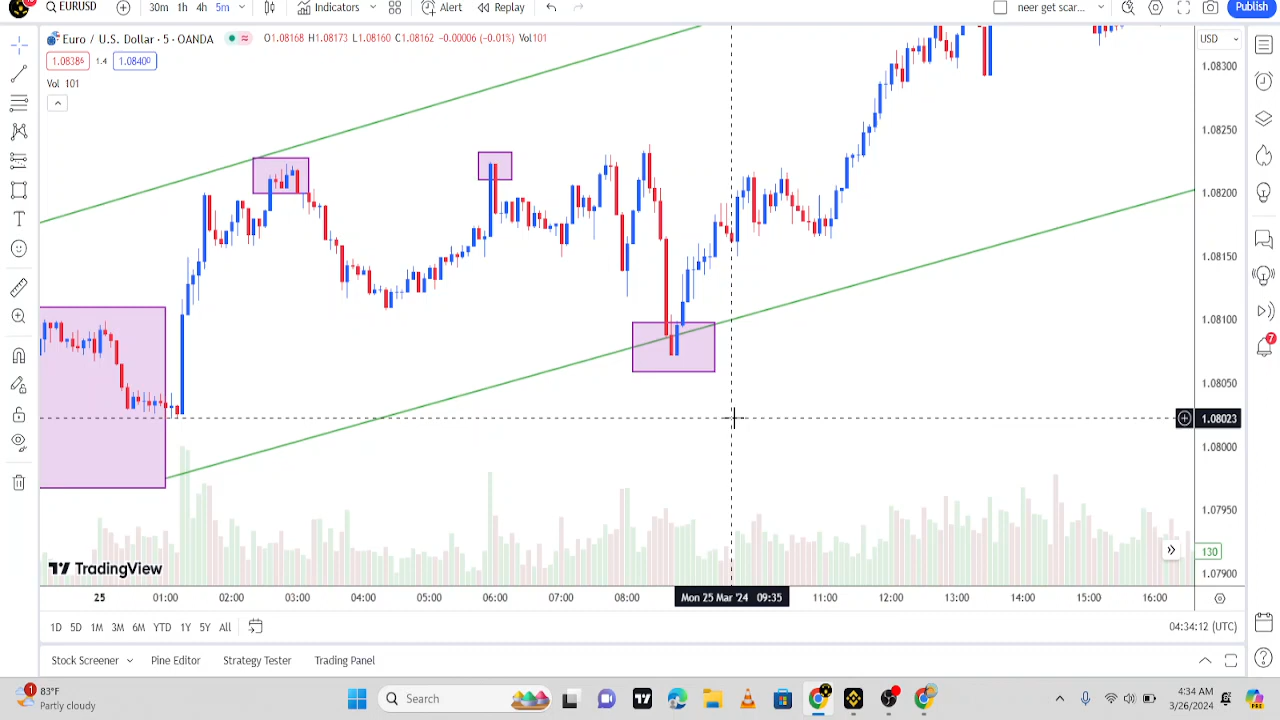 EURUSD 30m 1h 4h 5m Indicators Alert Replay neer get scar... Publish
Euro / U.S. Dollar · 5 · OANDA O1.08168 H1.08173 L1.08160 C1.08162 -0.00006 (-0.01%) Vol101
USD
1.08386 1.4 1.08400
Vol 101
1.08300
1.08250
1.08200
1.08150
1.08100
1.08050
1.08023
1.08000
1.07950
130
1.07900
TradingView
25 01:00 02:00 03:00 04:00 05:00 06:00 07:00 08:00 Mon 25 Mar '24 09:35 11:00 12:00 13:00 14:00 15:00 16:00
1D 5D 1M 3M 6M YTD 1Y 5Y All 04:34:12 (UTC)
Stock Screener Pine Editor Strategy Tester Trading Panel
7
1
83°F
Partly cloudy
Search
4:34 AM
3/26/2024